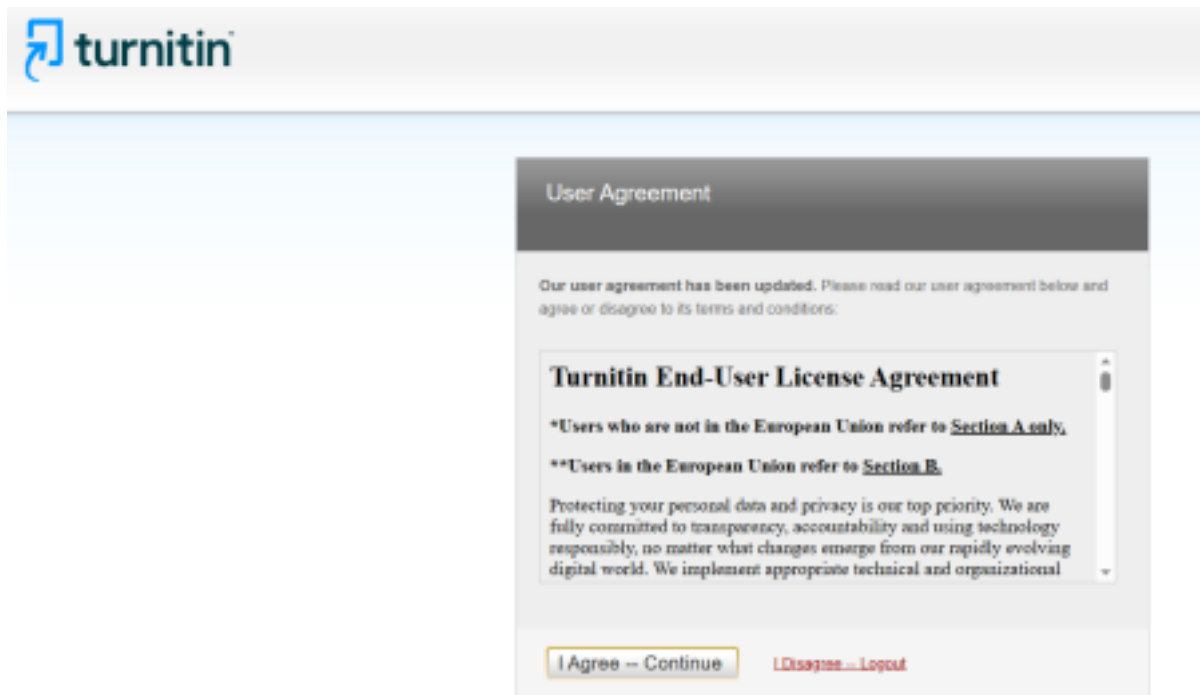 turnitin
User Agreement
Our user agreement has been updated. Please read our user agreement below and
agree or disagree to its terms and conditions:
Turnitin End-User License Agreement
*Users who are not in the European Union refer to Section A only.
**Users in the European Union refer to Section B.
Protecting your personal data and privacy is our top priority. We are
fully committed to transparency, accountability and using technology
responsibly, no matter what changes emerge from our rapidly evolving
digital world. We implement appropriate technical and organizational
I Agree -- Continue
I Disagree -- Logout